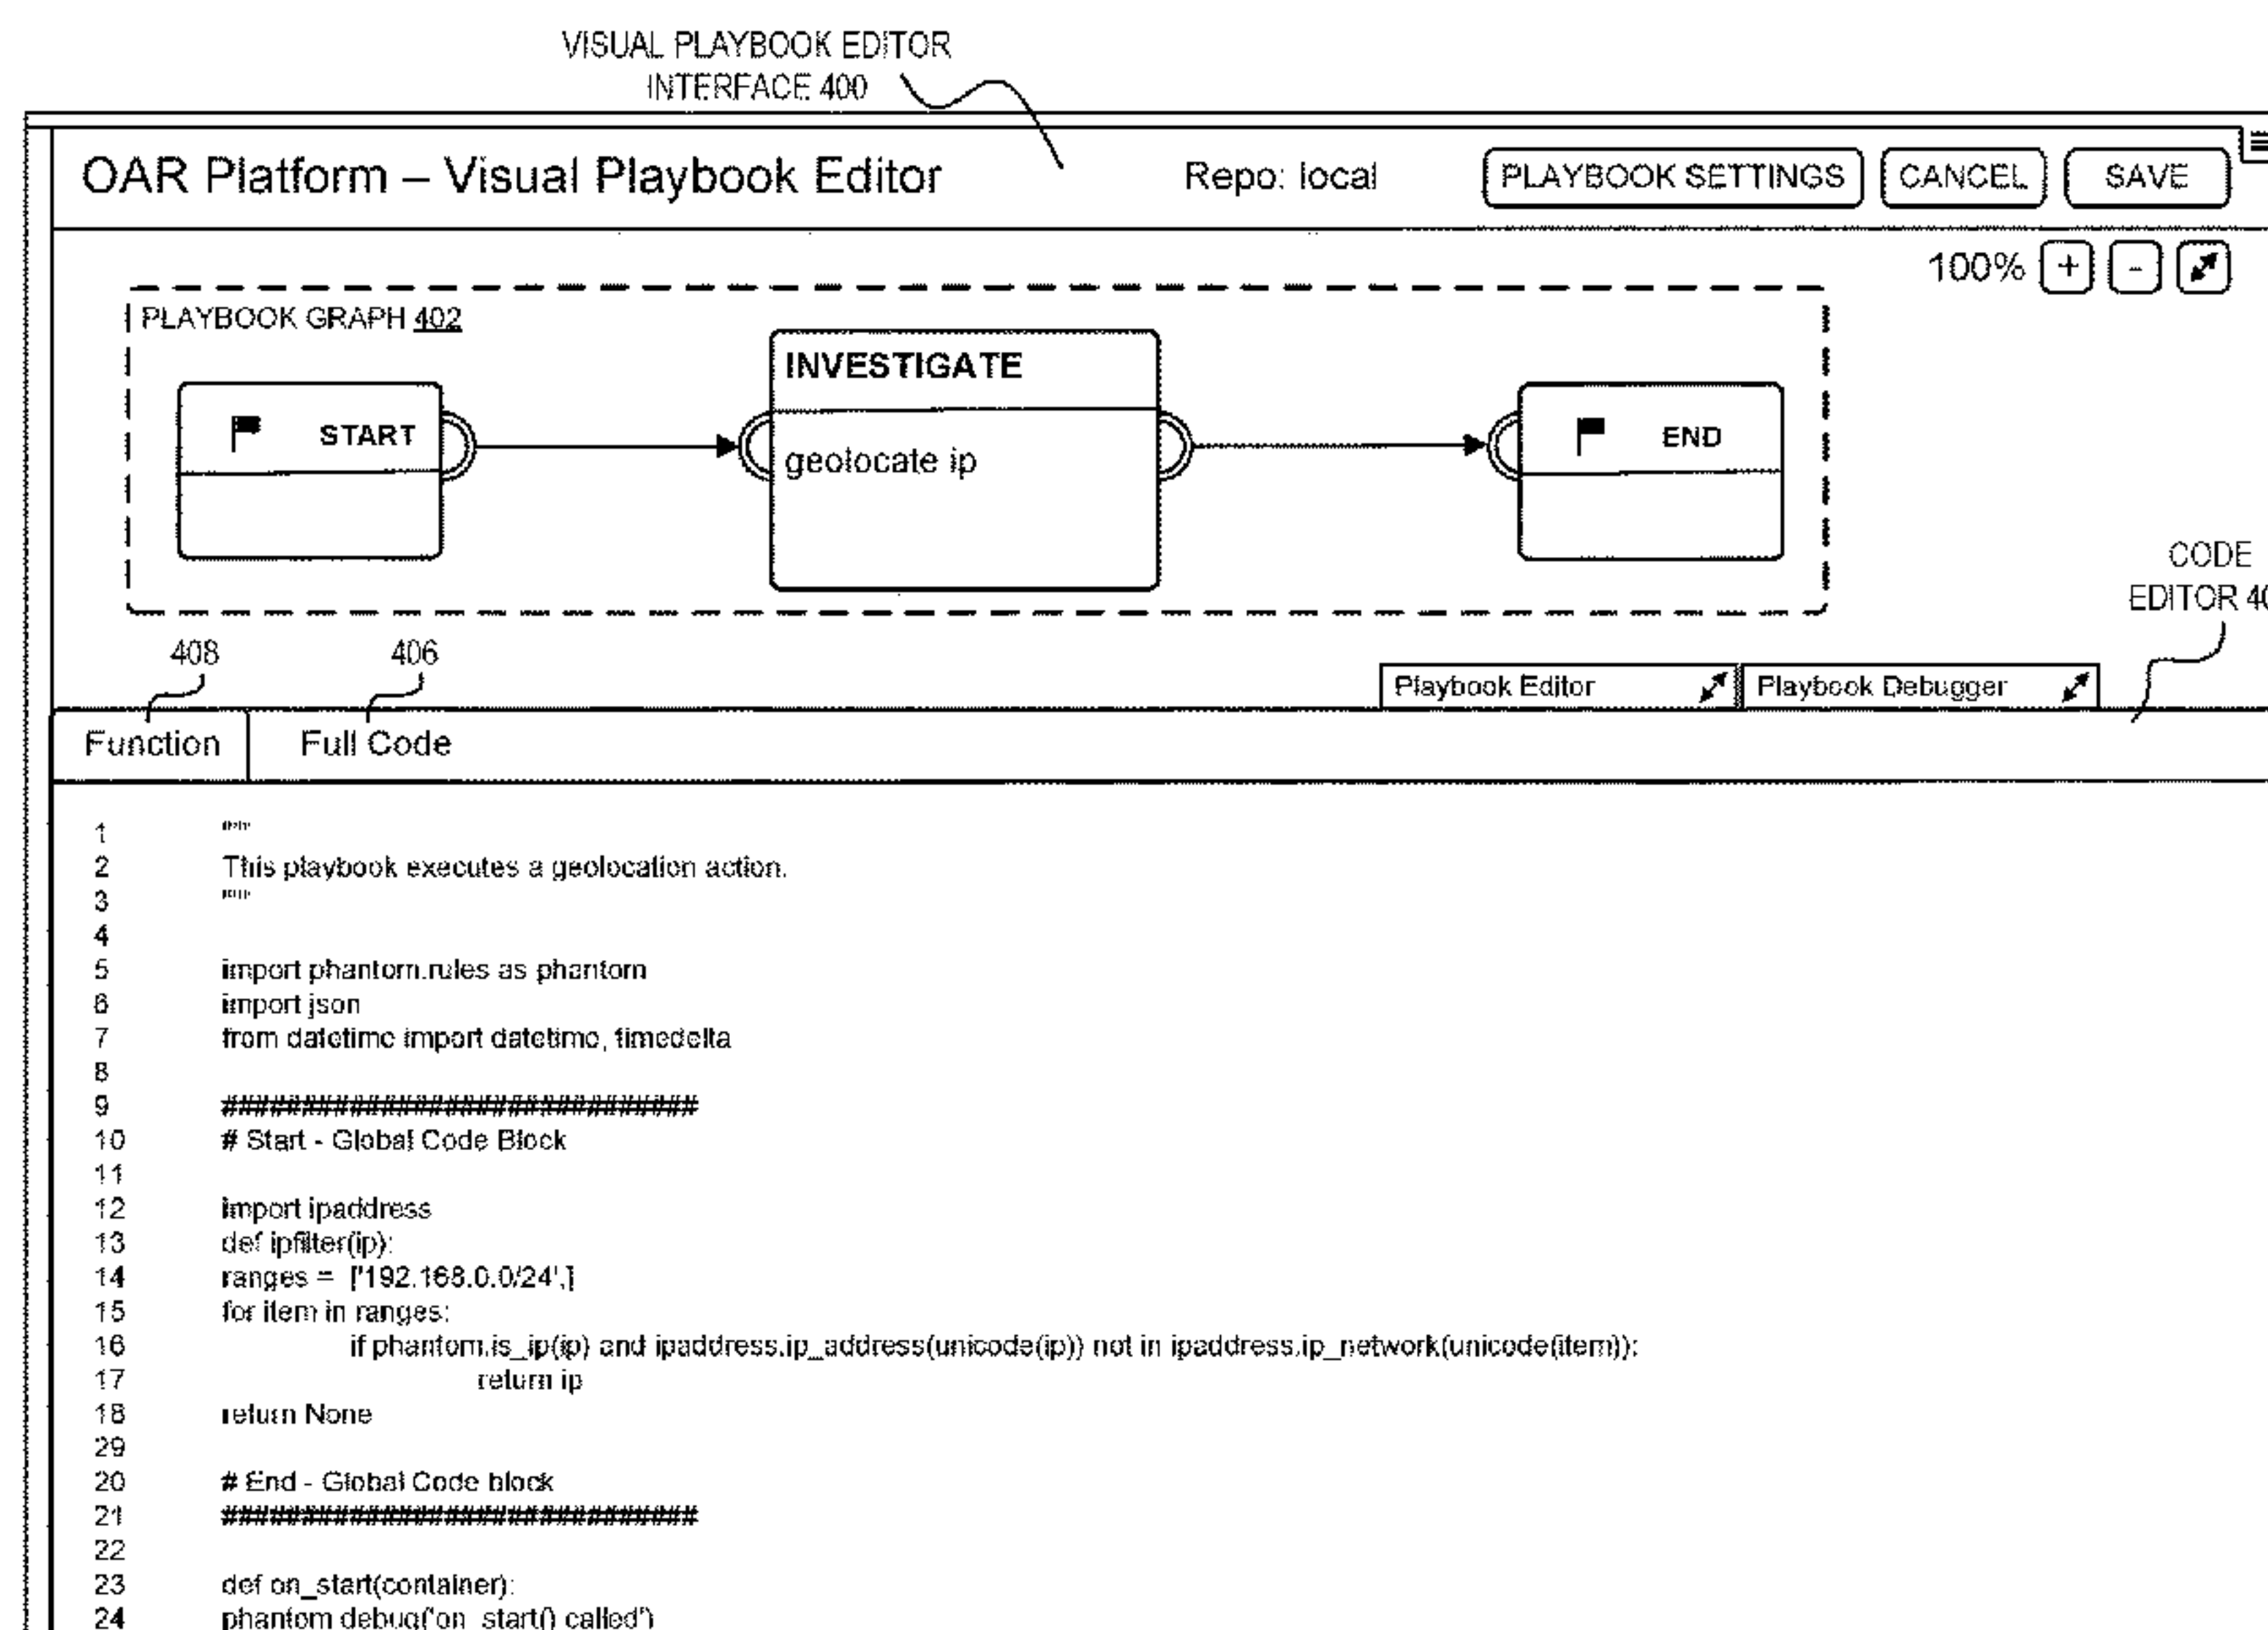 VISUAL PLAYBOOK EDITOR
INTERFACE 400
OAR Platform – Visual Playbook Editor
Repo: local
PLAYBOOK SETTINGS
CANCEL
SAVE
100% + -
PLAYBOOK GRAPH 402
START
INVESTIGATE
geolocate ip
END
CODE
EDITOR
408
406
Playbook Editor
Playbook Debugger
Function
Full Code
1 """
2 This playbook executes a geolocation action.
3 """
4
5 import phantom.rules as phantom
6 import json
7 from datetime import datetime, timedelta
8
9 ##############################
10 # Start - Global Code Block
11
12 import ipaddress
13 def ipfilter(ip):
14 ranges = ['192.168.0.0/24',]
15 for item in ranges:
16 if phantom.is_ip(ip) and ipaddress.ip_address(unicode(ip)) not in ipaddress.ip_network(unicode(item)):
17 return ip
18 return None
29
20 # End - Global Code block
21 ##############################
22
23 def on_start(container):
24 phantom.debug('on_start() called')